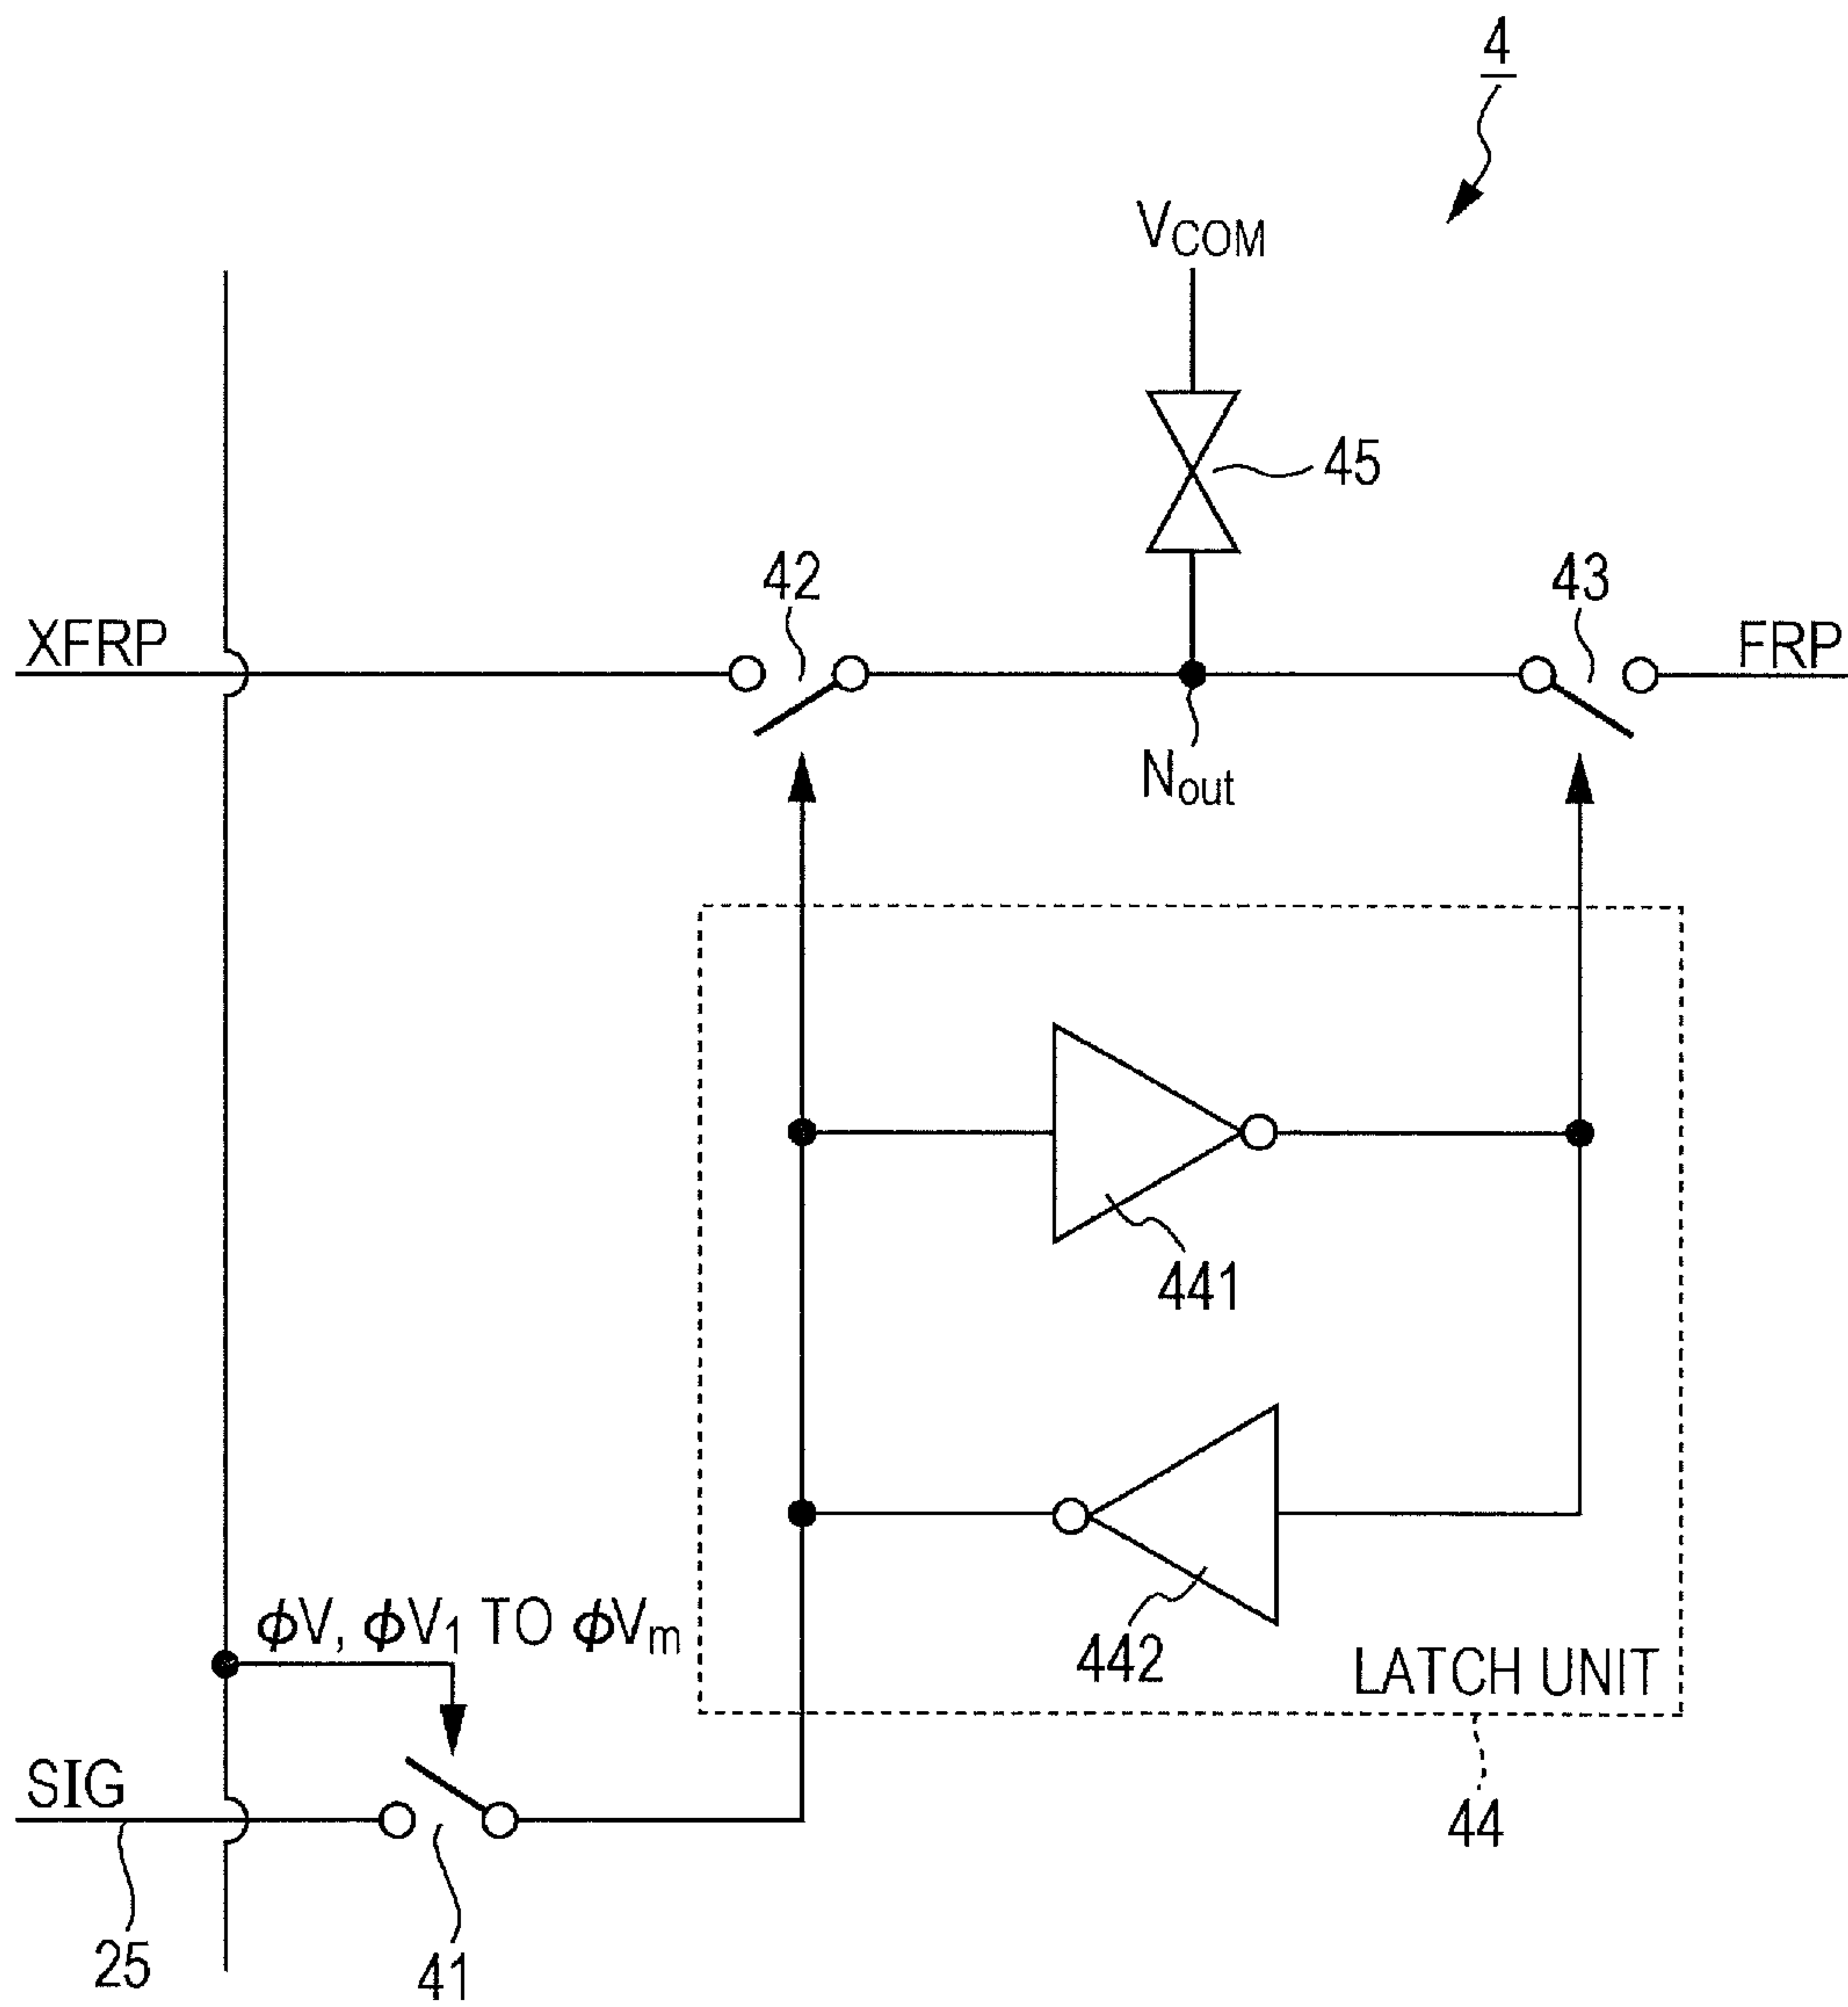 4
VCOM
45
42
43
XFRP
FRP
Nout
441
ϕV, ϕV1 TO ϕVm
442
LATCH UNIT
SIG
44
25
41